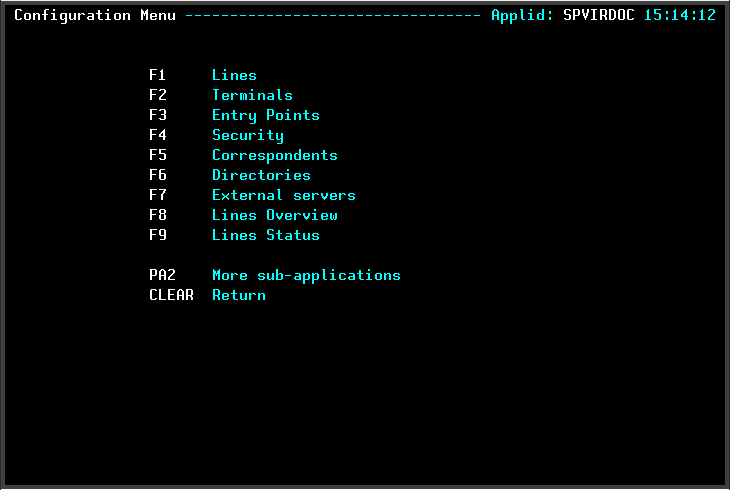 Configuration Menu --------------------------------- Applid: SPVIRDOC 15:14:12
F1 Lines
F2 Terminals
F3 Entry Points
F4 Security
F5 Correspondents
F6 Directories
F7 External servers
F8 Lines Overview
F9 Lines Status
PA2 More sub-applications
CLEAR Return